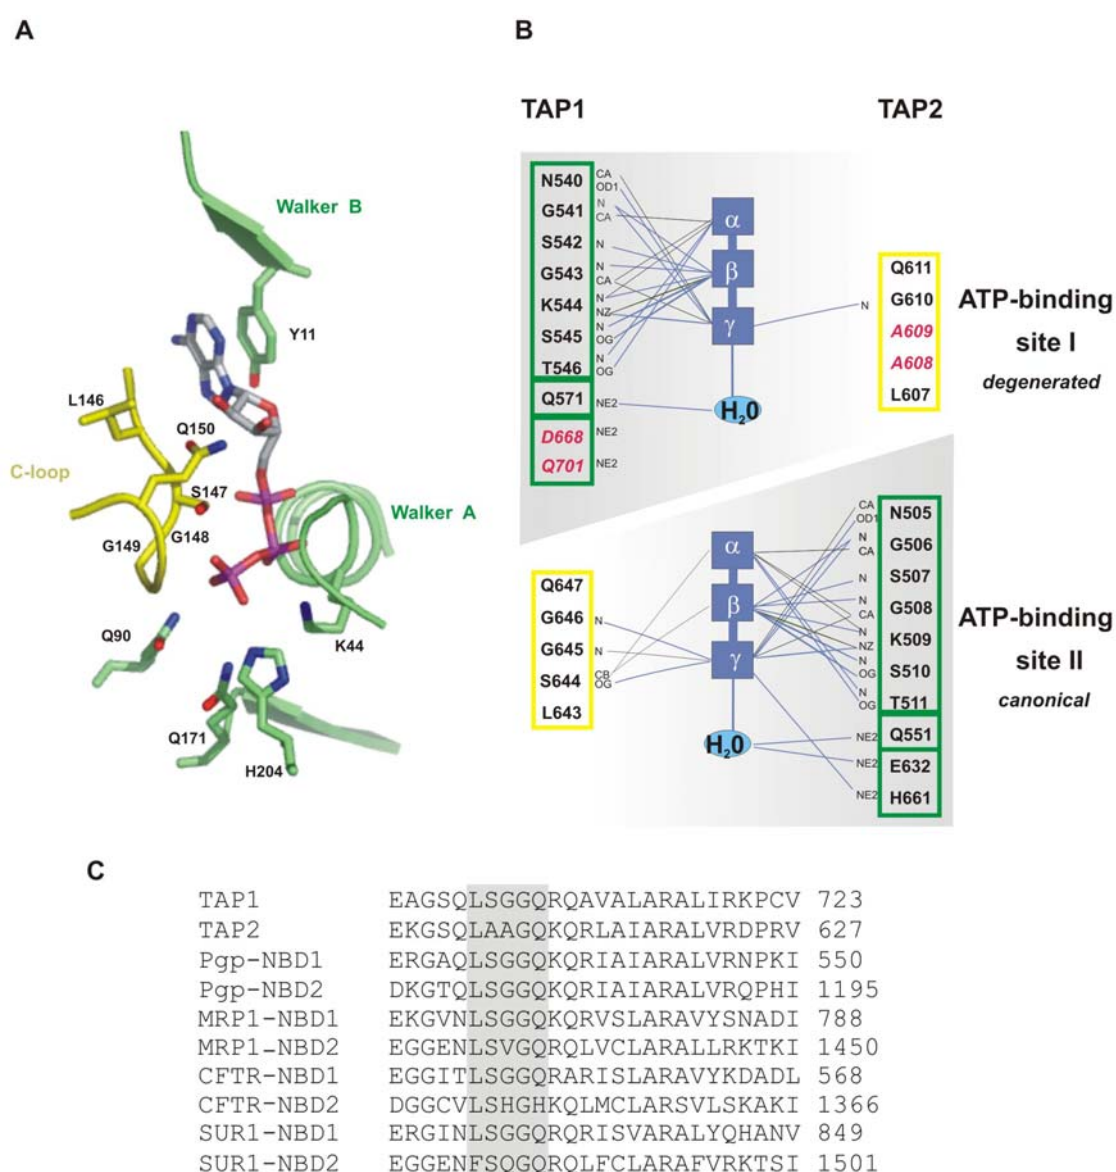 A
B
TAP1
TAP2
Walker B
Y11
L146
Q150
C-loop
S147
Walker A
G149
G148
Q90
K44
Q171
H204
N540
CA
OD1
G541
N
CA
S542
N
G543
N
CA
K544
N
NZ
S545
N
OG
T546
N
OG
Q571
NE2
D668
NE2
Q701
NE2
α
β
γ
H20
N
Q611
G610
A609
A608
L607
ATP-binding
site I
degenerated
Q647
G646
N
G645
N
S644
CB
OG
L643
α
β
γ
H20
CA
OD1
N505
N
CA
G506
N
S507
N
CA
G508
N
NZ
K509
N
OG
S510
N
OG
T511
NE2
Q551
NE2
E632
NE2
H661
ATP-binding
site II
canonical
C
TAP1 EAGSQLSGGQRQAVALARALIRKPCV 723
TAP2 EKGSQLAAGQKQRLAIARALVRDPRV 627
Pgp-NBD1 ERGAQLSGGQKQRIAIARALVRNPKI 550
Pgp-NBD2 DKGTQLSGGQKQRIAIARALVRQPHI 1195
MRP1-NBD1 EKGVNLSGGQKQRVSLARAVYSNADI 788
MRP1-NBD2 EGGENLSVGQRQLVCLARALLRKTKI 1450
CFTR-NBD1 EGGITLSGGQRARISLARAVYKDADL 568
CFTR-NBD2 DGGCVLSHGHKQLMCLARSVLSKAKI 1366
SUR1-NBD1 ERGINLSGGQRQRISVARALYQHANV 849
SUR1-NBD2 EGGENFSQGQRQLFCLARAFVRKTSI 1501